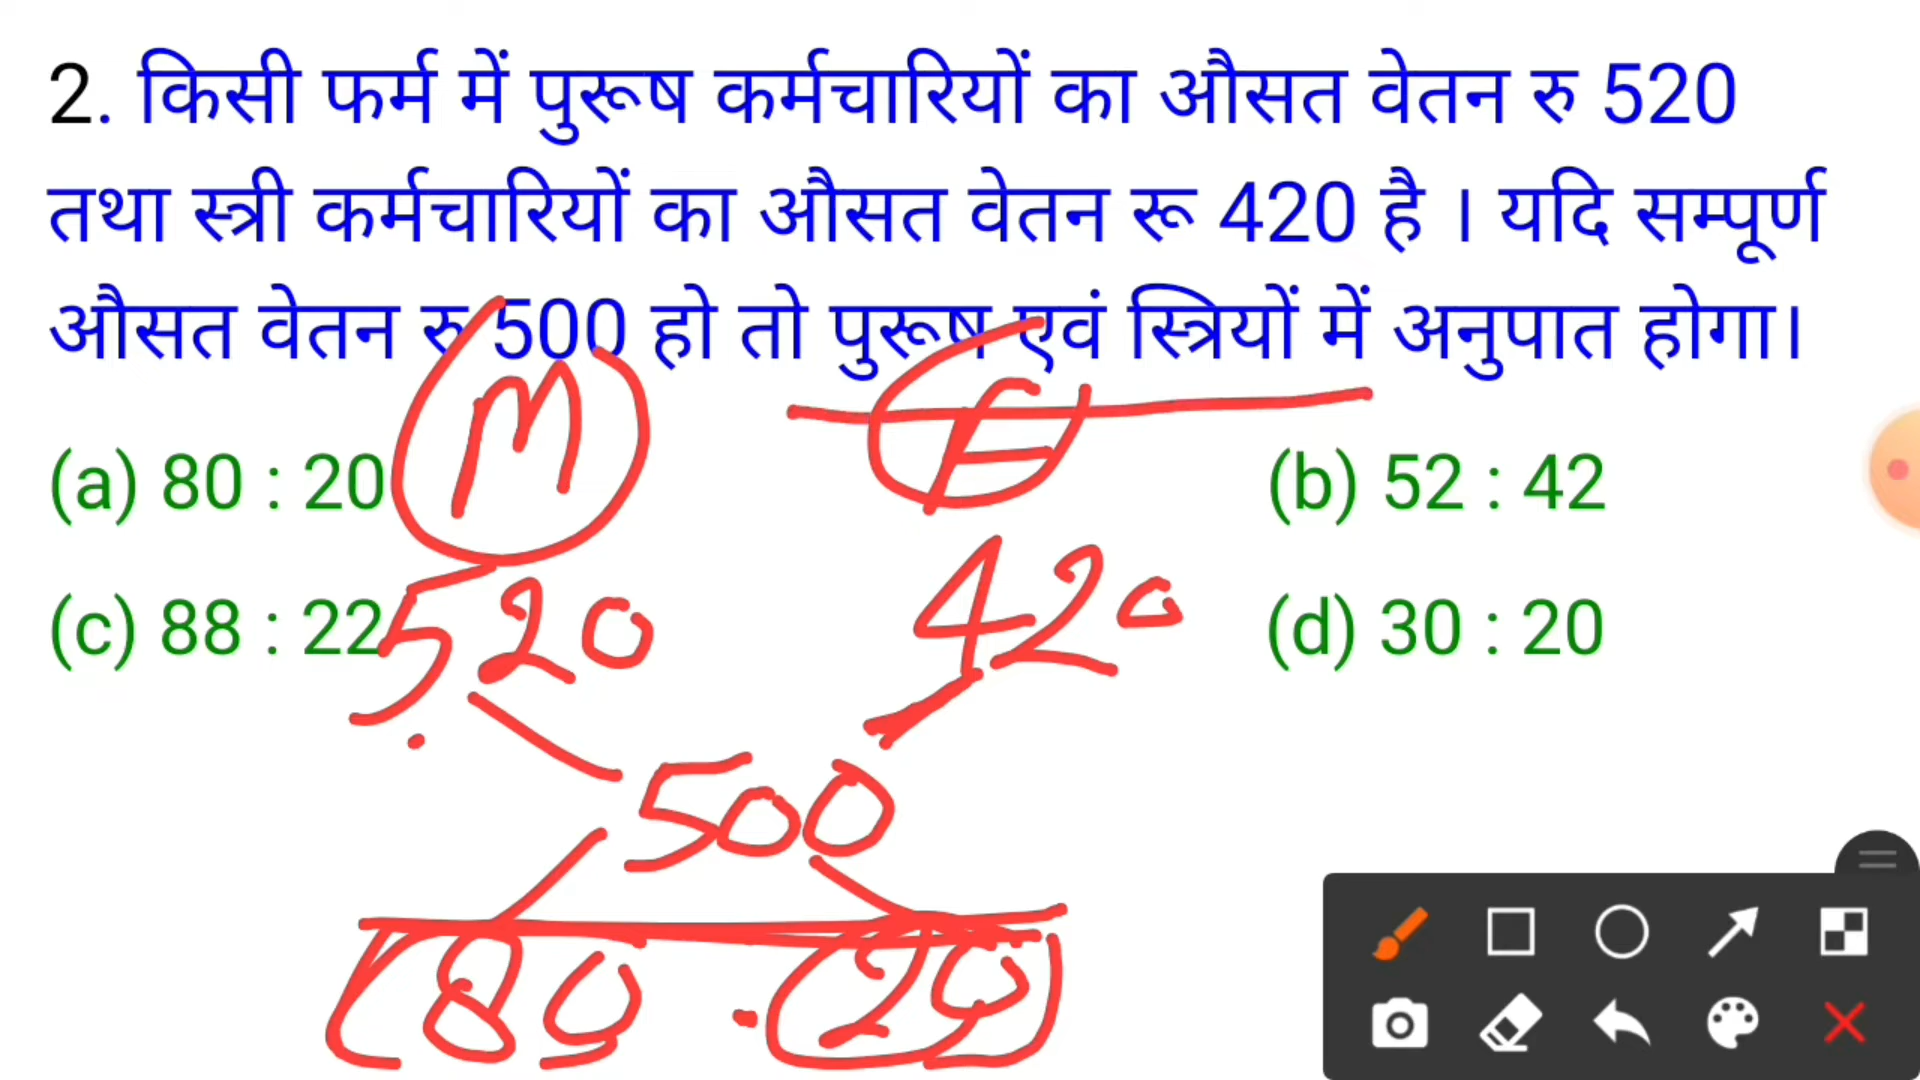 2. किसी फर्म में पुरूष कर्मचारियों का औसत वेतन रु 520
तथा स्त्री कर्मचारियों का औसत वेतन रू 420 है । यदि सम्पूर्ण
औसत वेतन रु 500 हो तो पुरूष एवं स्त्रियों में अनुपात होगा।
M F
(a) 80 : 20 (b) 52 : 42
(c) 88 : 22 (d) 30 : 20
520 420
500
80 : 20